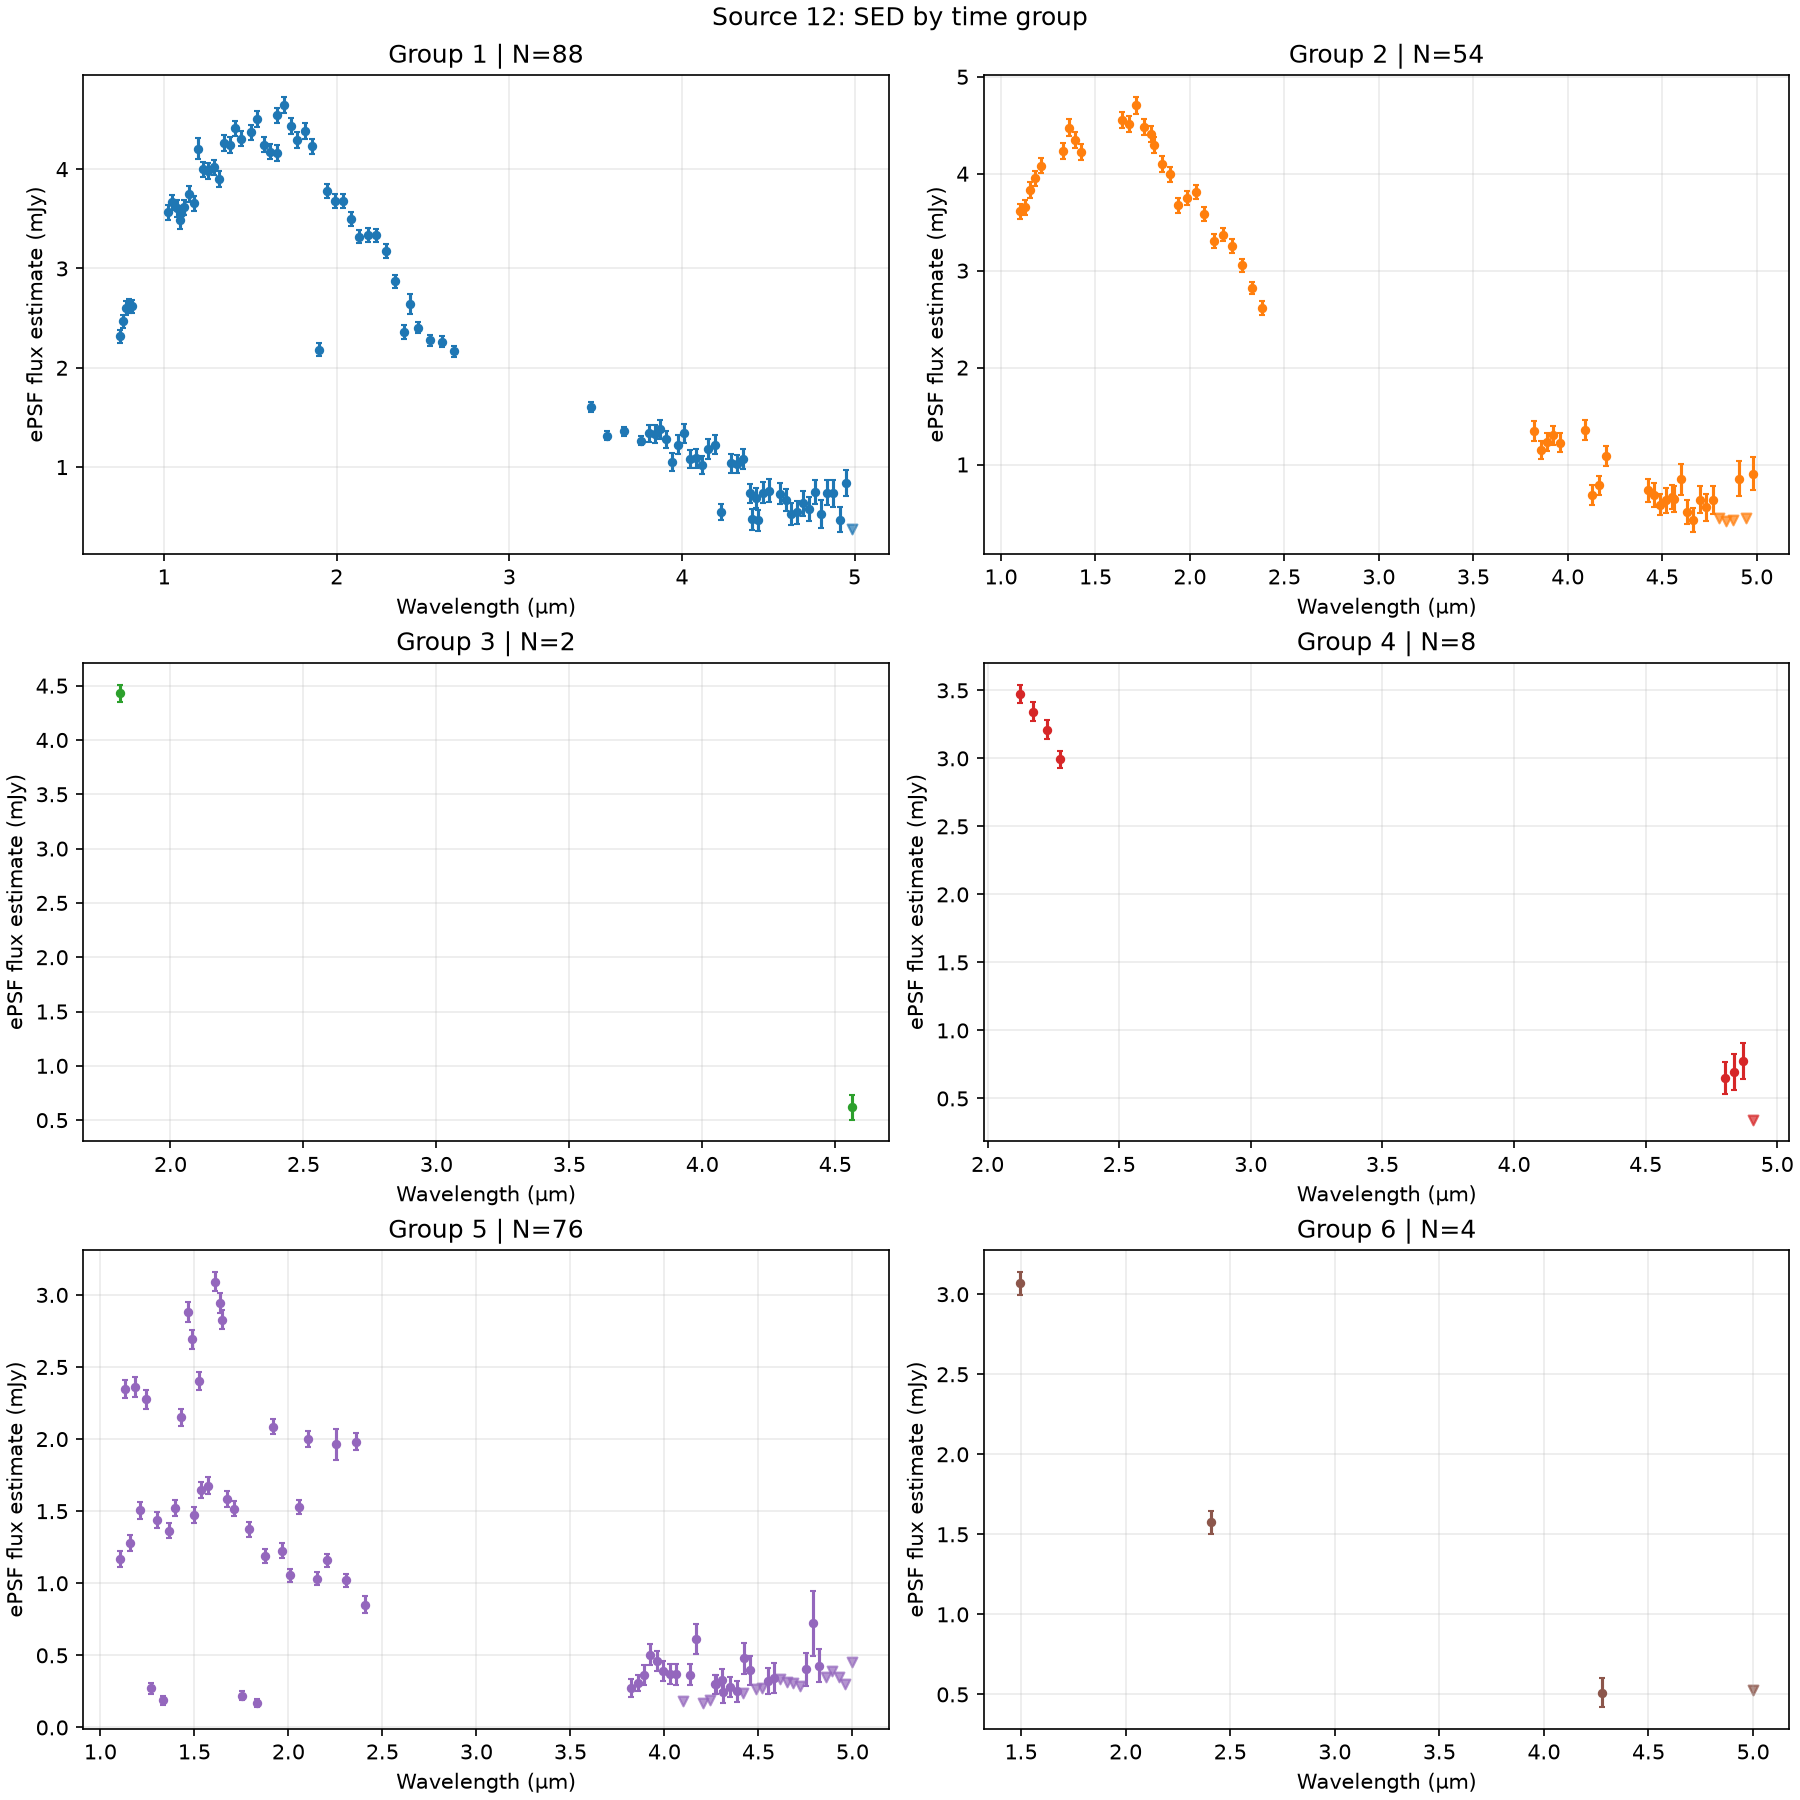 Source 12: SED by time group
Group 1 | N=88
ePSF flux estimate (mJy)
4
3
2
1
1 2 3 4 5
Wavelength (μm)
Group 2 | N=54
ePSF flux estimate (mJy)
5
4
3
2
1
1.0 1.5 2.0 2.5 3.0 3.5 4.0 4.5 5.0
Wavelength (μm)
Group 3 | N=2
ePSF flux estimate (mJy)
4.5
4.0
3.5
3.0
2.5
2.0
1.5
1.0
0.5
2.0 2.5 3.0 3.5 4.0 4.5
Wavelength (μm)
Group 4 | N=8
ePSF flux estimate (mJy)
3.5
3.0
2.5
2.0
1.5
1.0
0.5
2.0 2.5 3.0 3.5 4.0 4.5 5.0
Wavelength (μm)
Group 5 | N=76
ePSF flux estimate (mJy)
3.0
2.5
2.0
1.5
1.0
0.5
0.0
1.0 1.5 2.0 2.5 3.0 3.5 4.0 4.5 5.0
Wavelength (μm)
Group 6 | N=4
ePSF flux estimate (mJy)
3.0
2.5
2.0
1.5
1.0
0.5
1.5 2.0 2.5 3.0 3.5 4.0 4.5 5.0
Wavelength (μm)